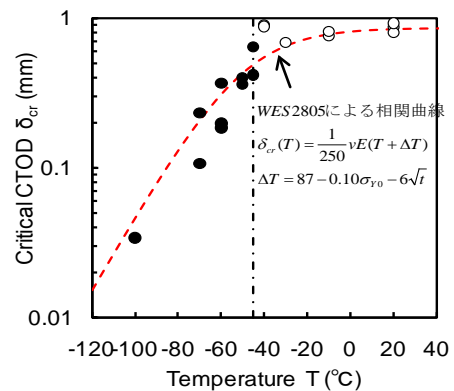 Critical CTOD δcr (mm)
1
0.1
0.01
WES2805による相関曲線
δcr(T) = 1/250 vE(T + ΔT)
ΔT = 87 − 0.10σY0 − 6√t
-120 -100 -80 -60 -40 -20 0 20 40
Temperature T (°C)